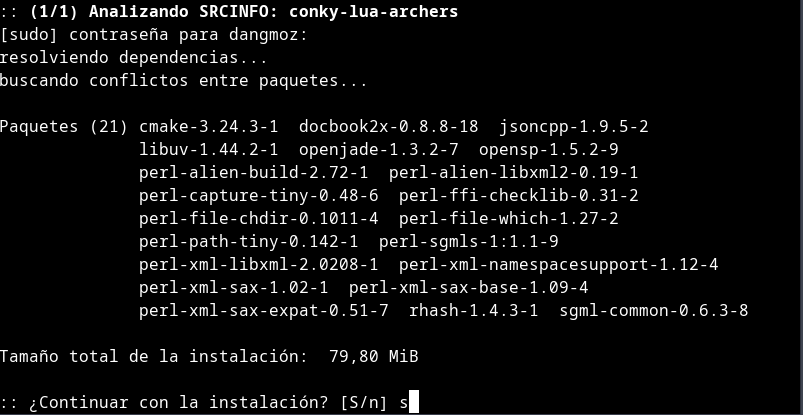 :: (1/1) Analizando SRCINFO: conky-lua-archers
[sudo] contraseña para dangmoz:
resolviendo dependencias...
buscando conflictos entre paquetes...
Paquetes (21) cmake-3.24.3-1  docbook2x-0.8.8-18  jsoncpp-1.9.5-2
libuv-1.44.2-1  openjade-1.3.2-7  opensp-1.5.2-9
perl-alien-build-2.72-1  perl-alien-libxml2-0.19-1
perl-capture-tiny-0.48-6  perl-ffi-checklib-0.31-2
perl-file-chdir-0.1011-4  perl-file-which-1.27-2
perl-path-tiny-0.142-1  perl-sgmls-1:1.1-9
perl-xml-libxml-2.0208-1  perl-xml-namespacesupport-1.12-4
perl-xml-sax-1.02-1  perl-xml-sax-base-1.09-4
perl-xml-sax-expat-0.51-7  rhash-1.4.3-1  sgml-common-0.6.3-8
Tamaño total de la instalación:  79,80 MiB
:: ¿Continuar con la instalación? [S/n] s